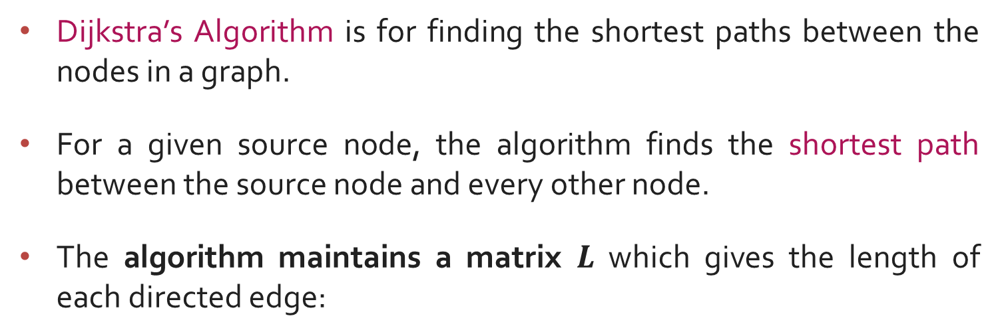 • Dijkstra’s Algorithm is for finding the shortest paths between the
nodes in a graph.
• For a given source node, the algorithm finds the shortest path
between the source node and every other node.
• The algorithm maintains a matrix L which gives the length of
each directed edge: